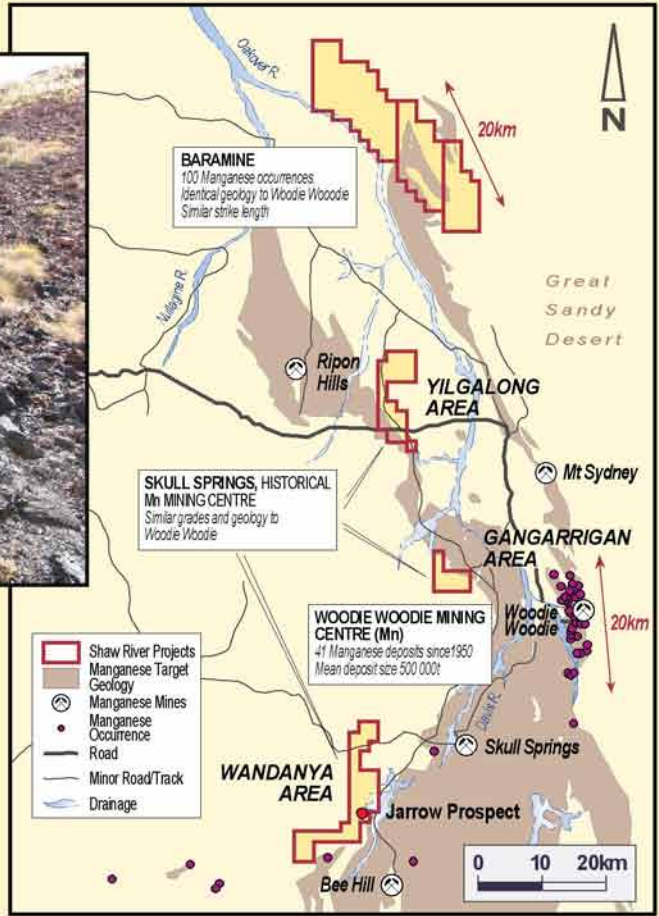 Oakover R.
N
20km
BARAMINE
100 Manganese occurrences
Identical geology to Woodie Wooodie
Similar strike length
Nullagine R.
Great
Sandy
Desert
Ripon
Hills
YILGALONG
AREA
Mt Sydney
SKULL SPRINGS, HISTORICAL
Mn MINING CENTRE
Similar grades and geology to
Woodie Woodie
GANGARRIGAN
AREA
Woodie
Woodie
20km
WOODIE WOODIE MINING
CENTRE (Mn)
41 Manganese deposits since1950
Mean deposit size 500 000t
Shaw River Projects
Manganese Target
Geology
Manganese Mines
Manganese
Occurrence
Road
Minor Road/Track
Drainage
Davis R.
Skull Springs
WANDANYA
AREA
Jarrow Prospect
Bee Hill
0 10 20km